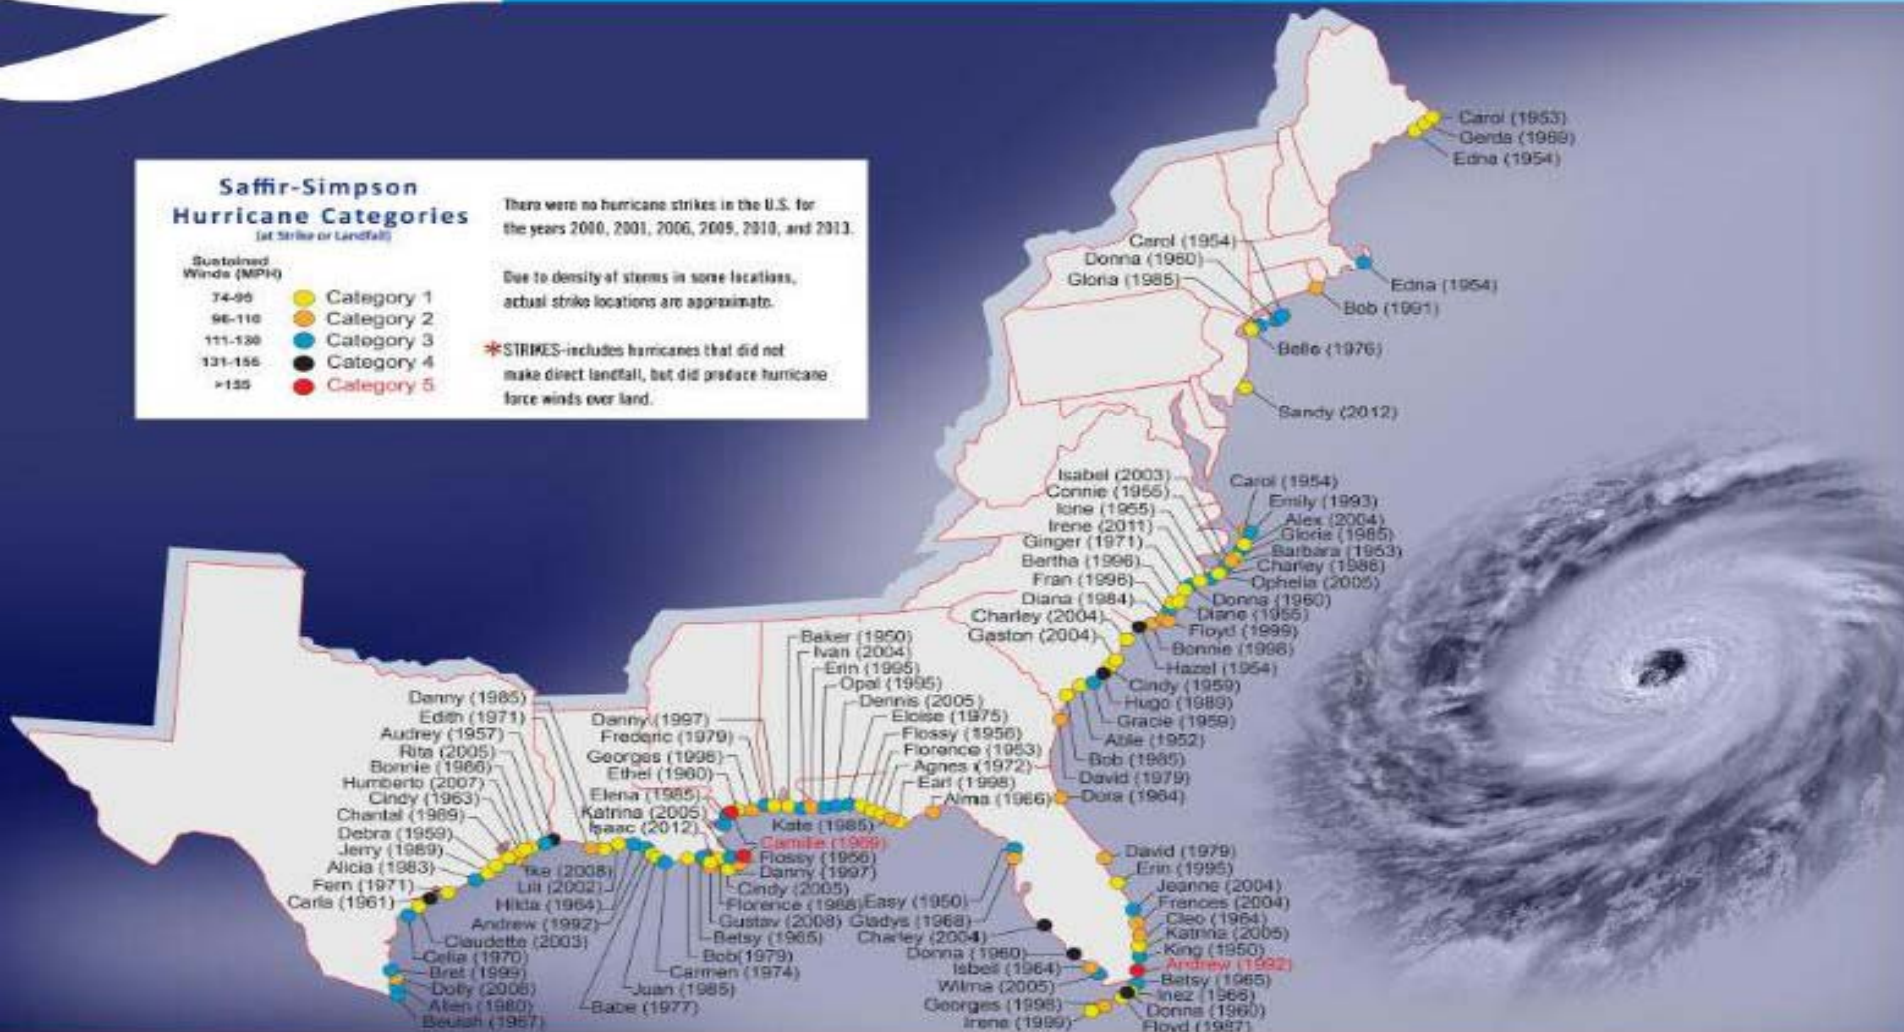 Saffir-Simpson
Hurricane Categories
(at Strike or Landfall)
Sustained
Winds (MPH)
74-95 Category 1
96-110 Category 2
111-130 Category 3
131-155 Category 4
>155 Category 5
There were no hurricane strikes in the U.S. for
the years 2000, 2001, 2006, 2009, 2010, and 2013.
Due to density of storms in some locations,
actual strike locations are approximate.
*STRIKES-includes hurricanes that did not
make direct landfall, but did produce hurricane
force winds over land.
Carol (1953)
Gerda (1969)
Edna (1954)
Carol (1954)
Donna (1960)
Gloria (1985)
Edna (1954)
Bob (1991)
Belle (1976)
Sandy (2012)
Isabel (2003)
Connie (1955)
Ione (1955)
Irene (2011)
Ginger (1971)
Bertha (1996)
Fran (1996)
Diana (1984)
Charley (2004)
Gaston (2004)
Carol (1954)
Emily (1993)
Alex (2004)
Gloria (1985)
Barbara (1953)
Charley (1986)
Ophelia (2005)
Donna (1960)
Diane (1955)
Floyd (1999)
Bonnie (1998)
Hazel (1954)
Cindy (1959)
Hugo (1989)
Gracie (1959)
Able (1952)
Bob (1985)
David (1979)
Dora (1964)
Baker (1950)
Ivan (2004)
Erin (1995)
Opal (1995)
Dennis (2005)
Eloise (1975)
Flossy (1956)
Florence (1953)
Agnes (1972)
Earl (1998)
Alma (1966)
Danny (1997)
Frederic (1979)
Georges (1998)
Ethel (1960)
Elena (1985)
Katrina (2005)
Isaac (2012)
Kate (1985)
Camille (1969)
Flossy (1956)
Danny (1997)
Cindy (2005)
Florence (1988)
Gustav (2008)
Betsy (1965)
Bob(1979)
Carmen (1974)
Juan (1985)
Babe (1977)
Danny (1985)
Edith (1971)
Audrey (1957)
Rita (2005)
Bonnie (1986)
Humberto (2007)
Cindy (1963)
Chantal (1989)
Debra (1959)
Jerry (1989)
Alicia (1983)
Fern (1971)
Carla (1961)
Ike (2008)
Lili (2002)
Hilda (1964)
Andrew (1992)
Claudette (2003)
Celia (1970)
Bret (1999)
Dolly (2008)
Allen (1980)
Beulah (1967)
Easy (1950)
Gladys (1968)
Charley (2004)
Donna (1960)
Isbell (1964)
Wilma (2005)
Georges (1998)
Irene (1999)
David (1979)
Erin (1995)
Jeanne (2004)
Frances (2004)
Cleo (1964)
Katrina (2005)
King (1950)
Andrew (1992)
Betsy (1965)
Inez (1966)
Donna (1960)
Floyd (1987)